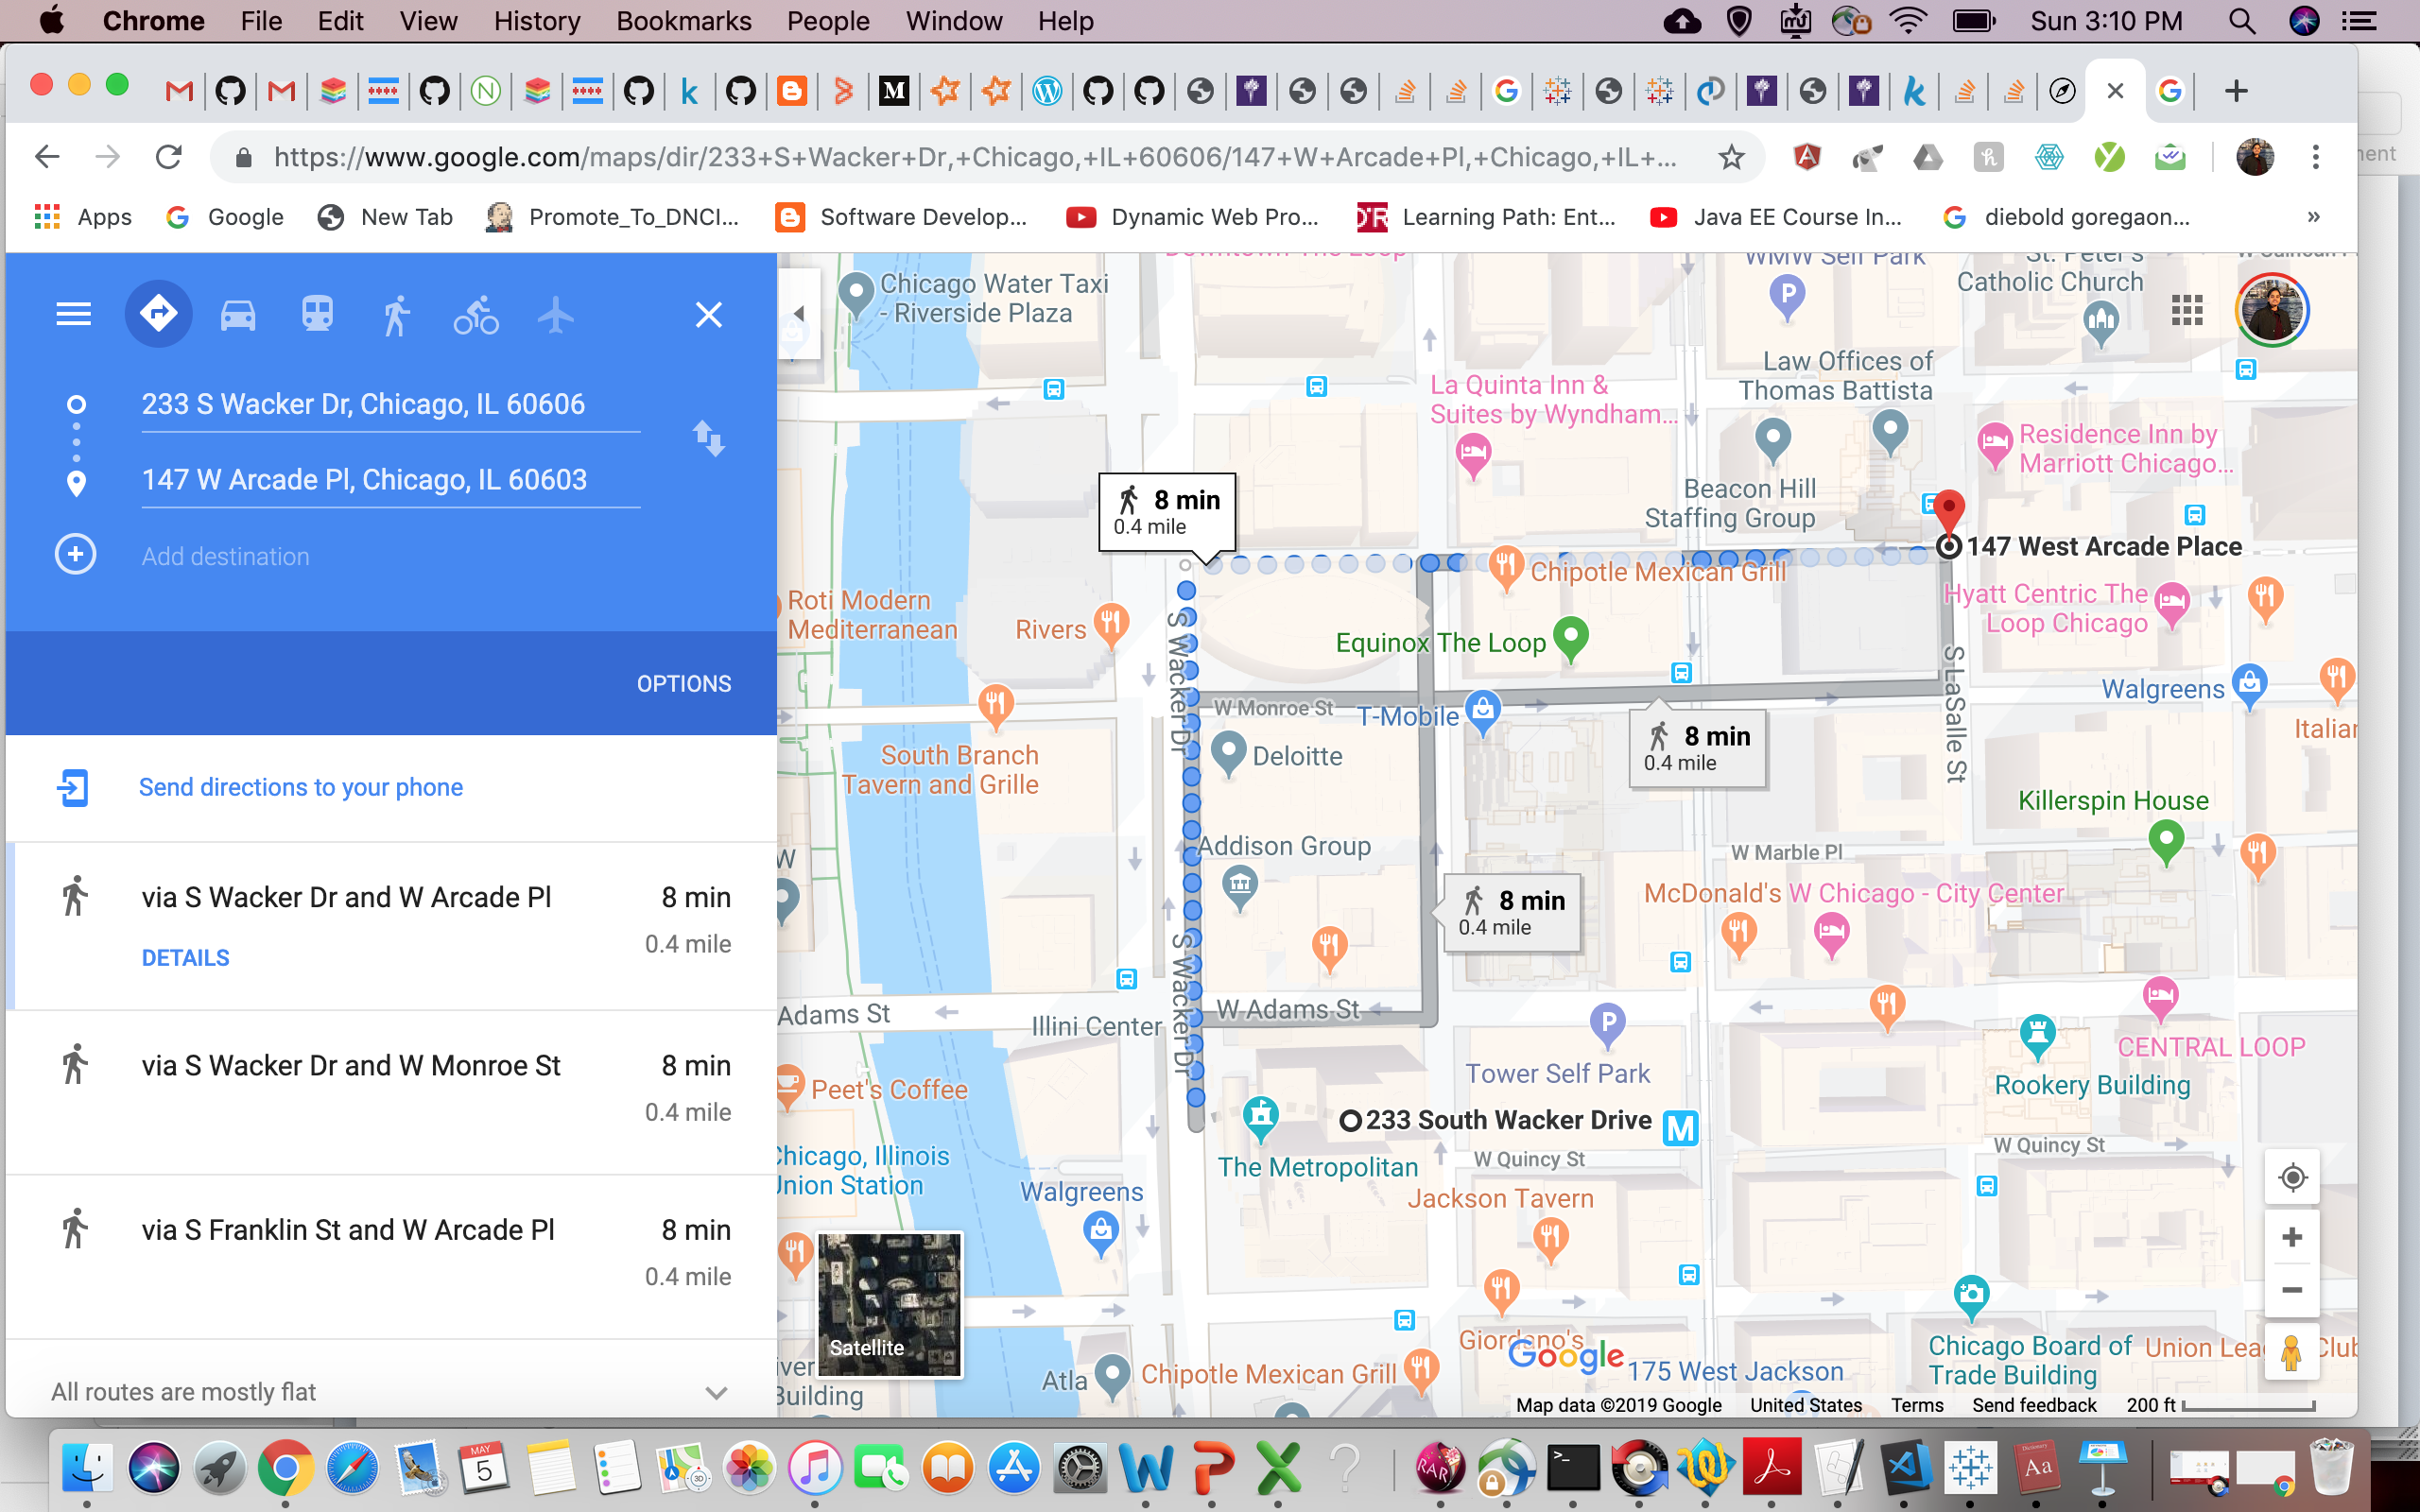 Chrome File Edit View History Bookmarks People Window Help
Sun 3:10 PM
https://www.google.com/maps/dir/233+S+Wacker+Dr,+Chicago,+IL+60606/147+W+Arcade+Pl,+Chicago,+IL+...
Apps Google New Tab Promote_To_DNCI... Software Develop... Dynamic Web Pro... Learning Path: Ent... Java EE Course In... diebold goregaon... »
233 S Wacker Dr, Chicago, IL 60606
147 W Arcade Pl, Chicago, IL 60603
Add destination
OPTIONS
Send directions to your phone
via S Wacker Dr and W Arcade Pl 8 min
0.4 mile
DETAILS
via S Wacker Dr and W Monroe St 8 min
0.4 mile
via S Franklin St and W Arcade Pl 8 min
0.4 mile
All routes are mostly flat
Downtown The Loop
Chicago Water Taxi
- Riverside Plaza
WMW Self Park
St. Peter's
Catholic Church
Law Offices of
Thomas Battista
La Quinta Inn &
Suites by Wyndham...
Residence Inn by
Marriott Chicago...
Beacon Hill
Staffing Group
8 min
0.4 mile
147 West Arcade Place
Chipotle Mexican Grill
Roti Modern
Mediterranean
Rivers
Hyatt Centric The
Loop Chicago
Equinox The Loop
S Wacker Dr
S LaSalle St
Walgreens
W Monroe St
T-Mobile
Italian
8 min
0.4 mile
Deloitte
South Branch
Tavern and Grille
Killerspin House
Addison Group
W Marble Pl
McDonald's
W Chicago - City Center
8 min
0.4 mile
S Wacker Dr
W Adams St
Adams St
Illini Center
Tower Self Park
CENTRAL LOOP
Rookery Building
Peet's Coffee
233 South Wacker Drive
M
The Metropolitan
W Quincy St
W Quincy St
Chicago, Illinois
Union Station
Walgreens
Jackson Tavern
Satellite
Giordano's
Google
175 West Jackson
Chicago Board of
Trade Building
Union Lea Club
Building
Atla
Chipotle Mexican Grill
Map data ©2019 Google United States Terms Send feedback 200 ft
MAY
5